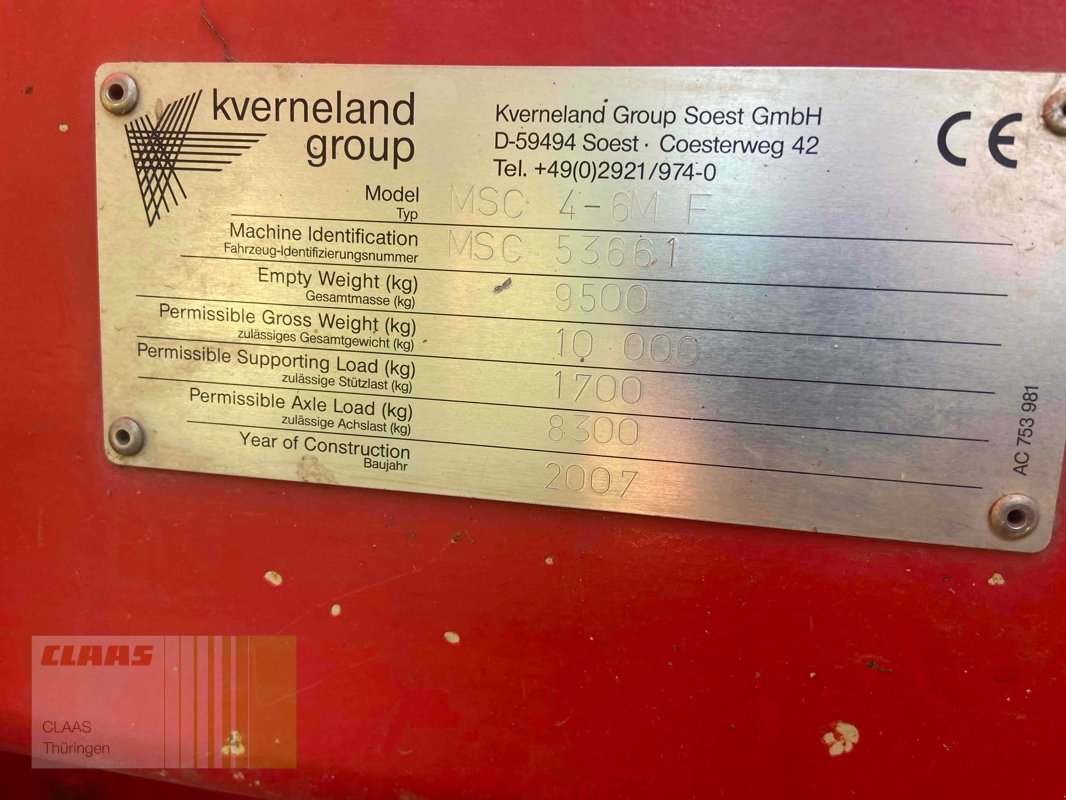 kverneland
group
Kverneland Group Soest GmbH
D-59494 Soest · Coesterweg 42
Tel. +49(0)2921/974-0
CE
Model
Typ
MSC 4-6M F
Machine Identification
Fahrzeug-Identifizierungsnummer
MSC 53661
Empty Weight (kg)
Gesamtmasse (kg)
9500
Permissible Gross Weight (kg)
zulässiges Gesamtgewicht (kg)
10 000
Permissible Supporting Load (kg)
zulässige Stützlast (kg)
1700
Permissible Axle Load (kg)
zulässige Achslast (kg)
8300
Year of Construction
Baujahr
2007
AC 753 981
CLAAS
CLAAS
Thüringen